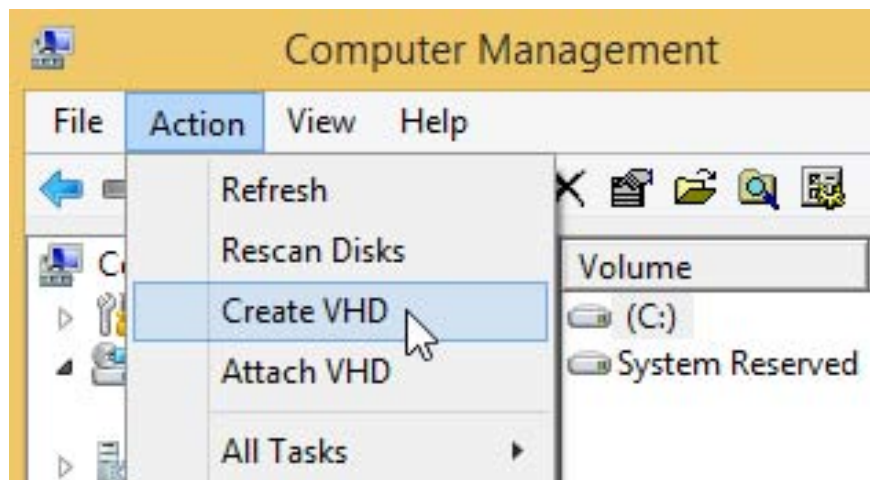 Computer Management
File Action View Help
Refresh
Rescan Disks
Create VHD
Attach VHD
All Tasks
Volume
(C:)
System Reserved